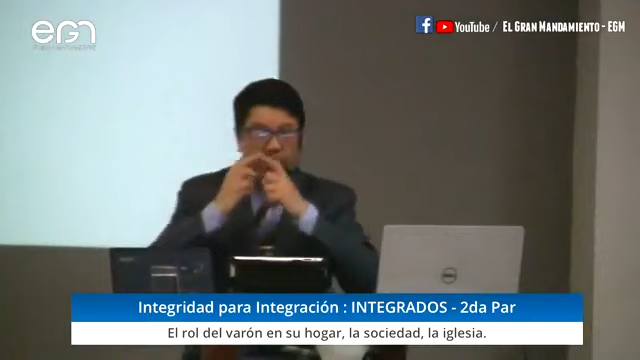 EGM
YouTube / El Gran Mandamiento - EGM
Integridad para Integración : INTEGRADOS - 2da Par
El rol del varón en su hogar, la sociedad, la iglesia.
DELL